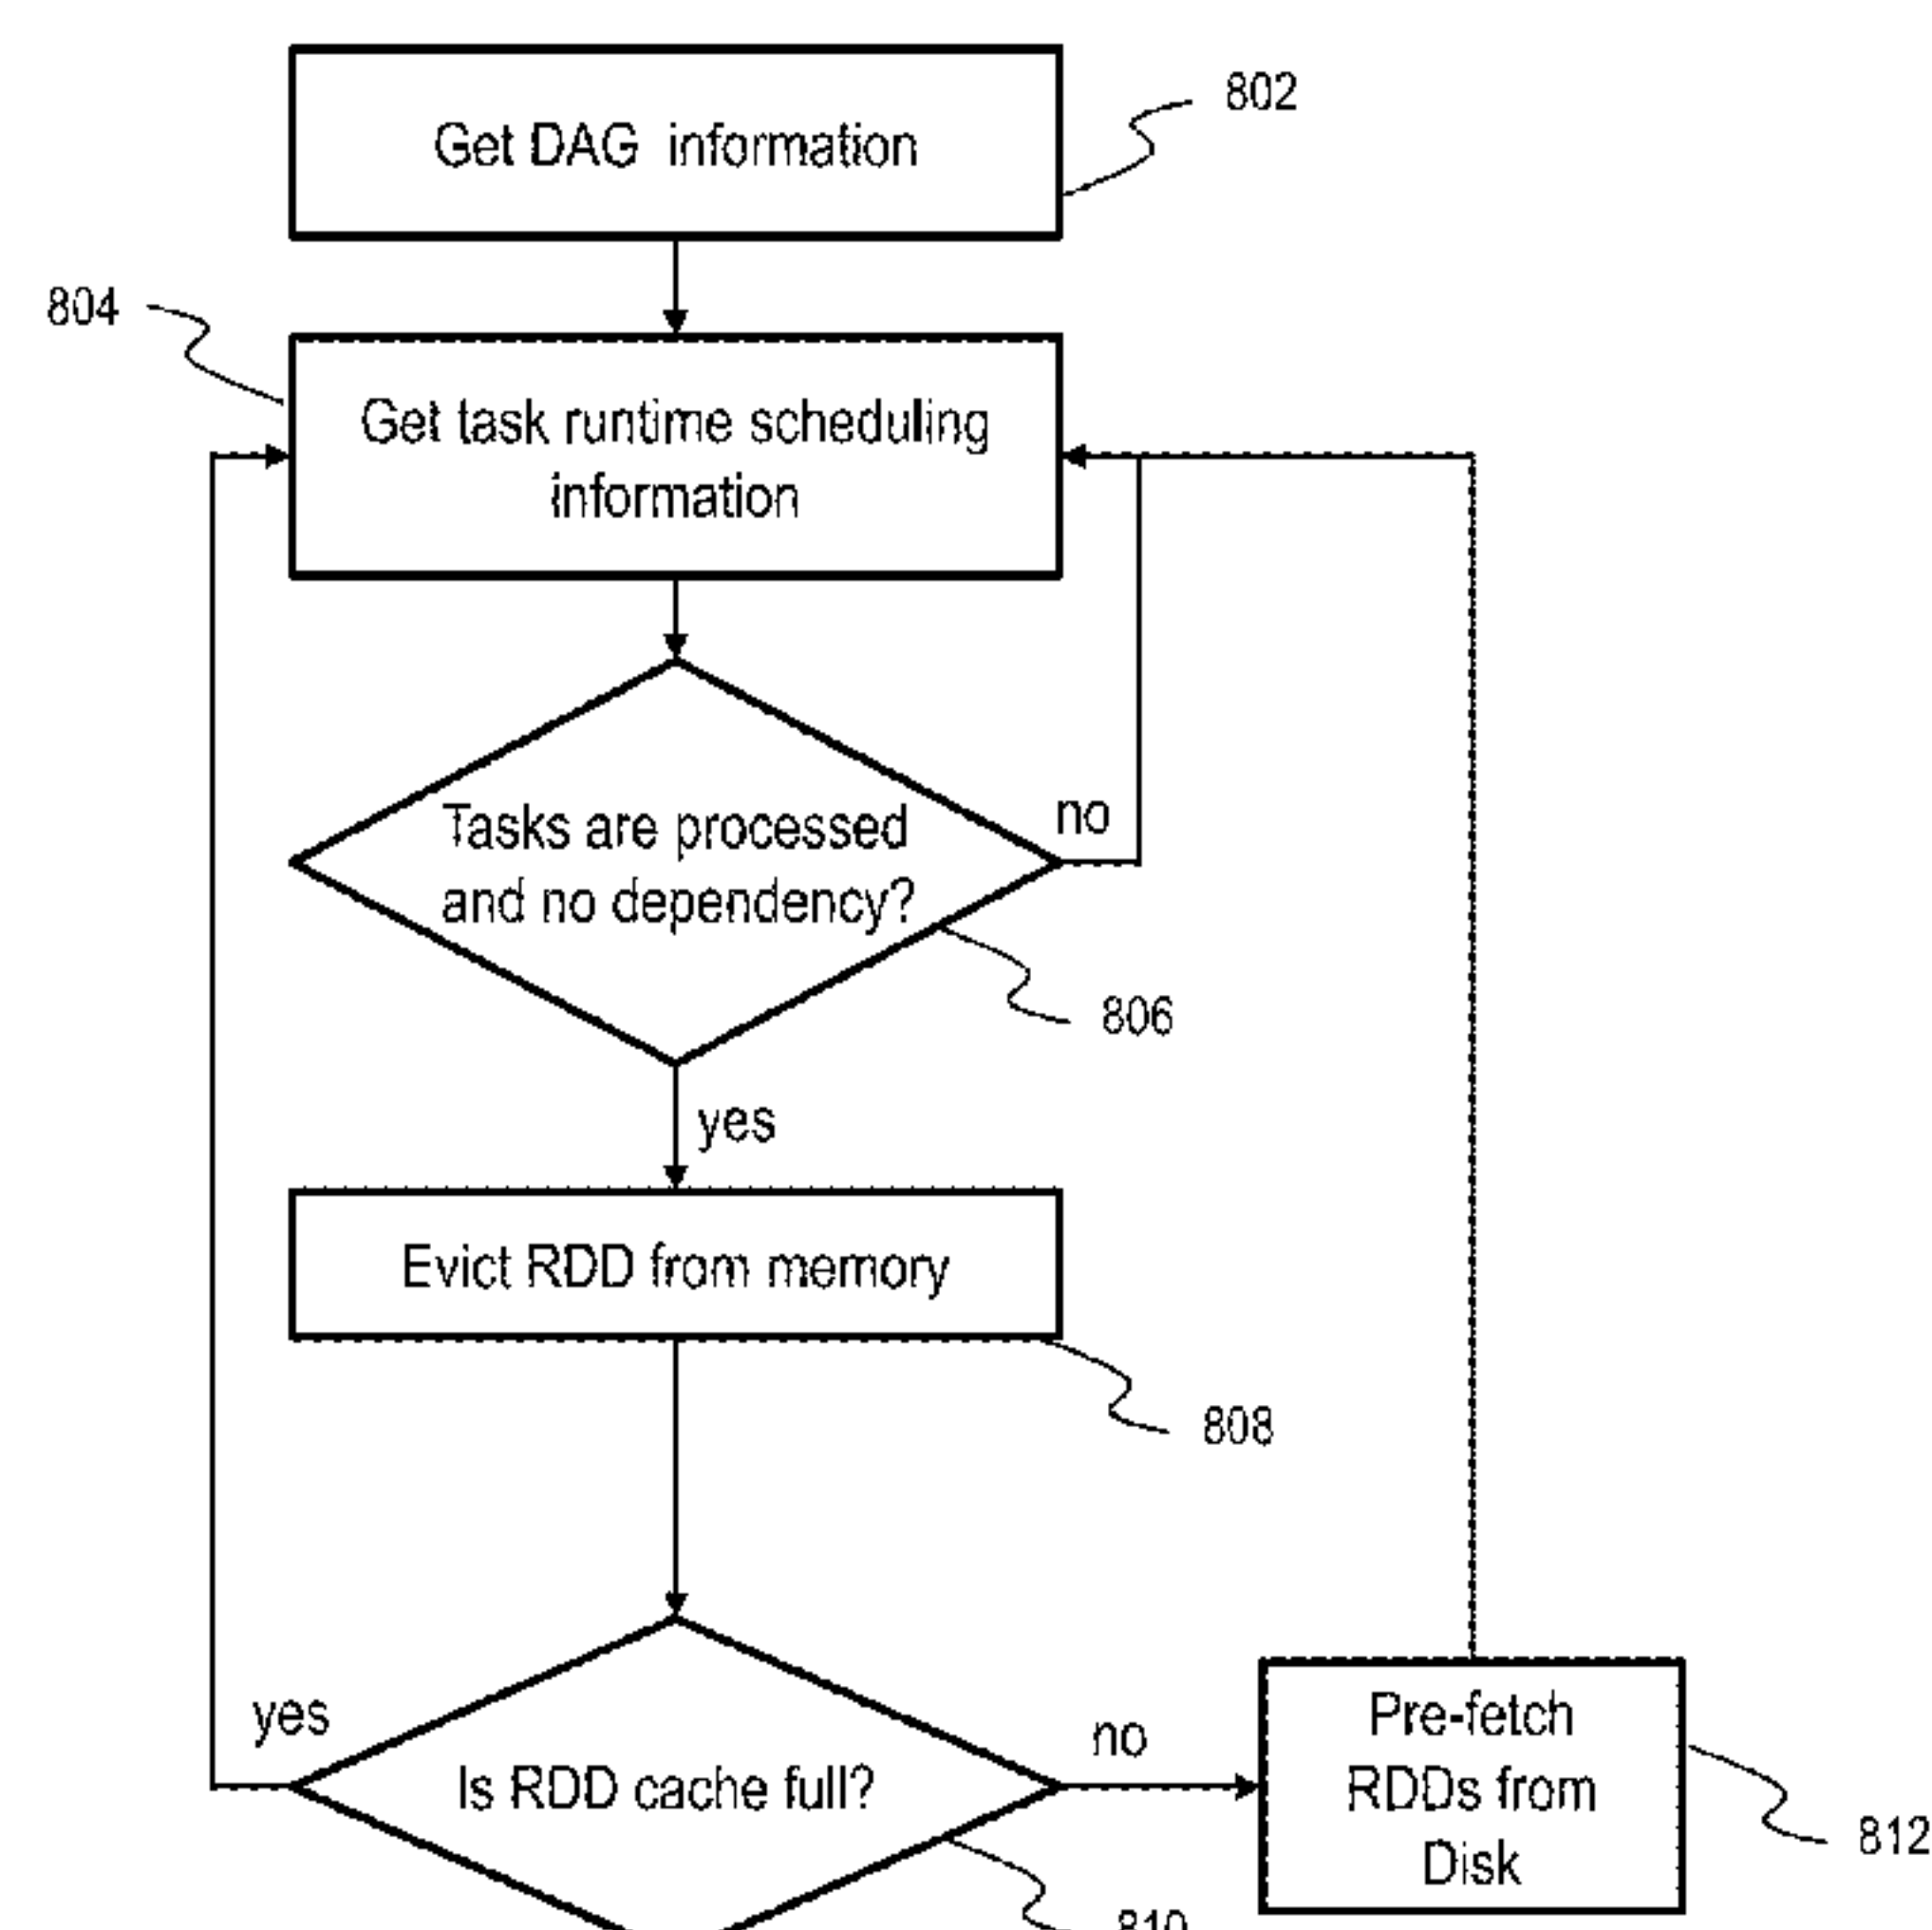 802
Get DAG information
804
Get task runtime scheduling
information
Tasks are processed
and no dependency?
no
806
yes
Evict RDD from memory
808
yes
Is RDD cache full?
no
Pre-fetch
RDDs from
Disk
812
810